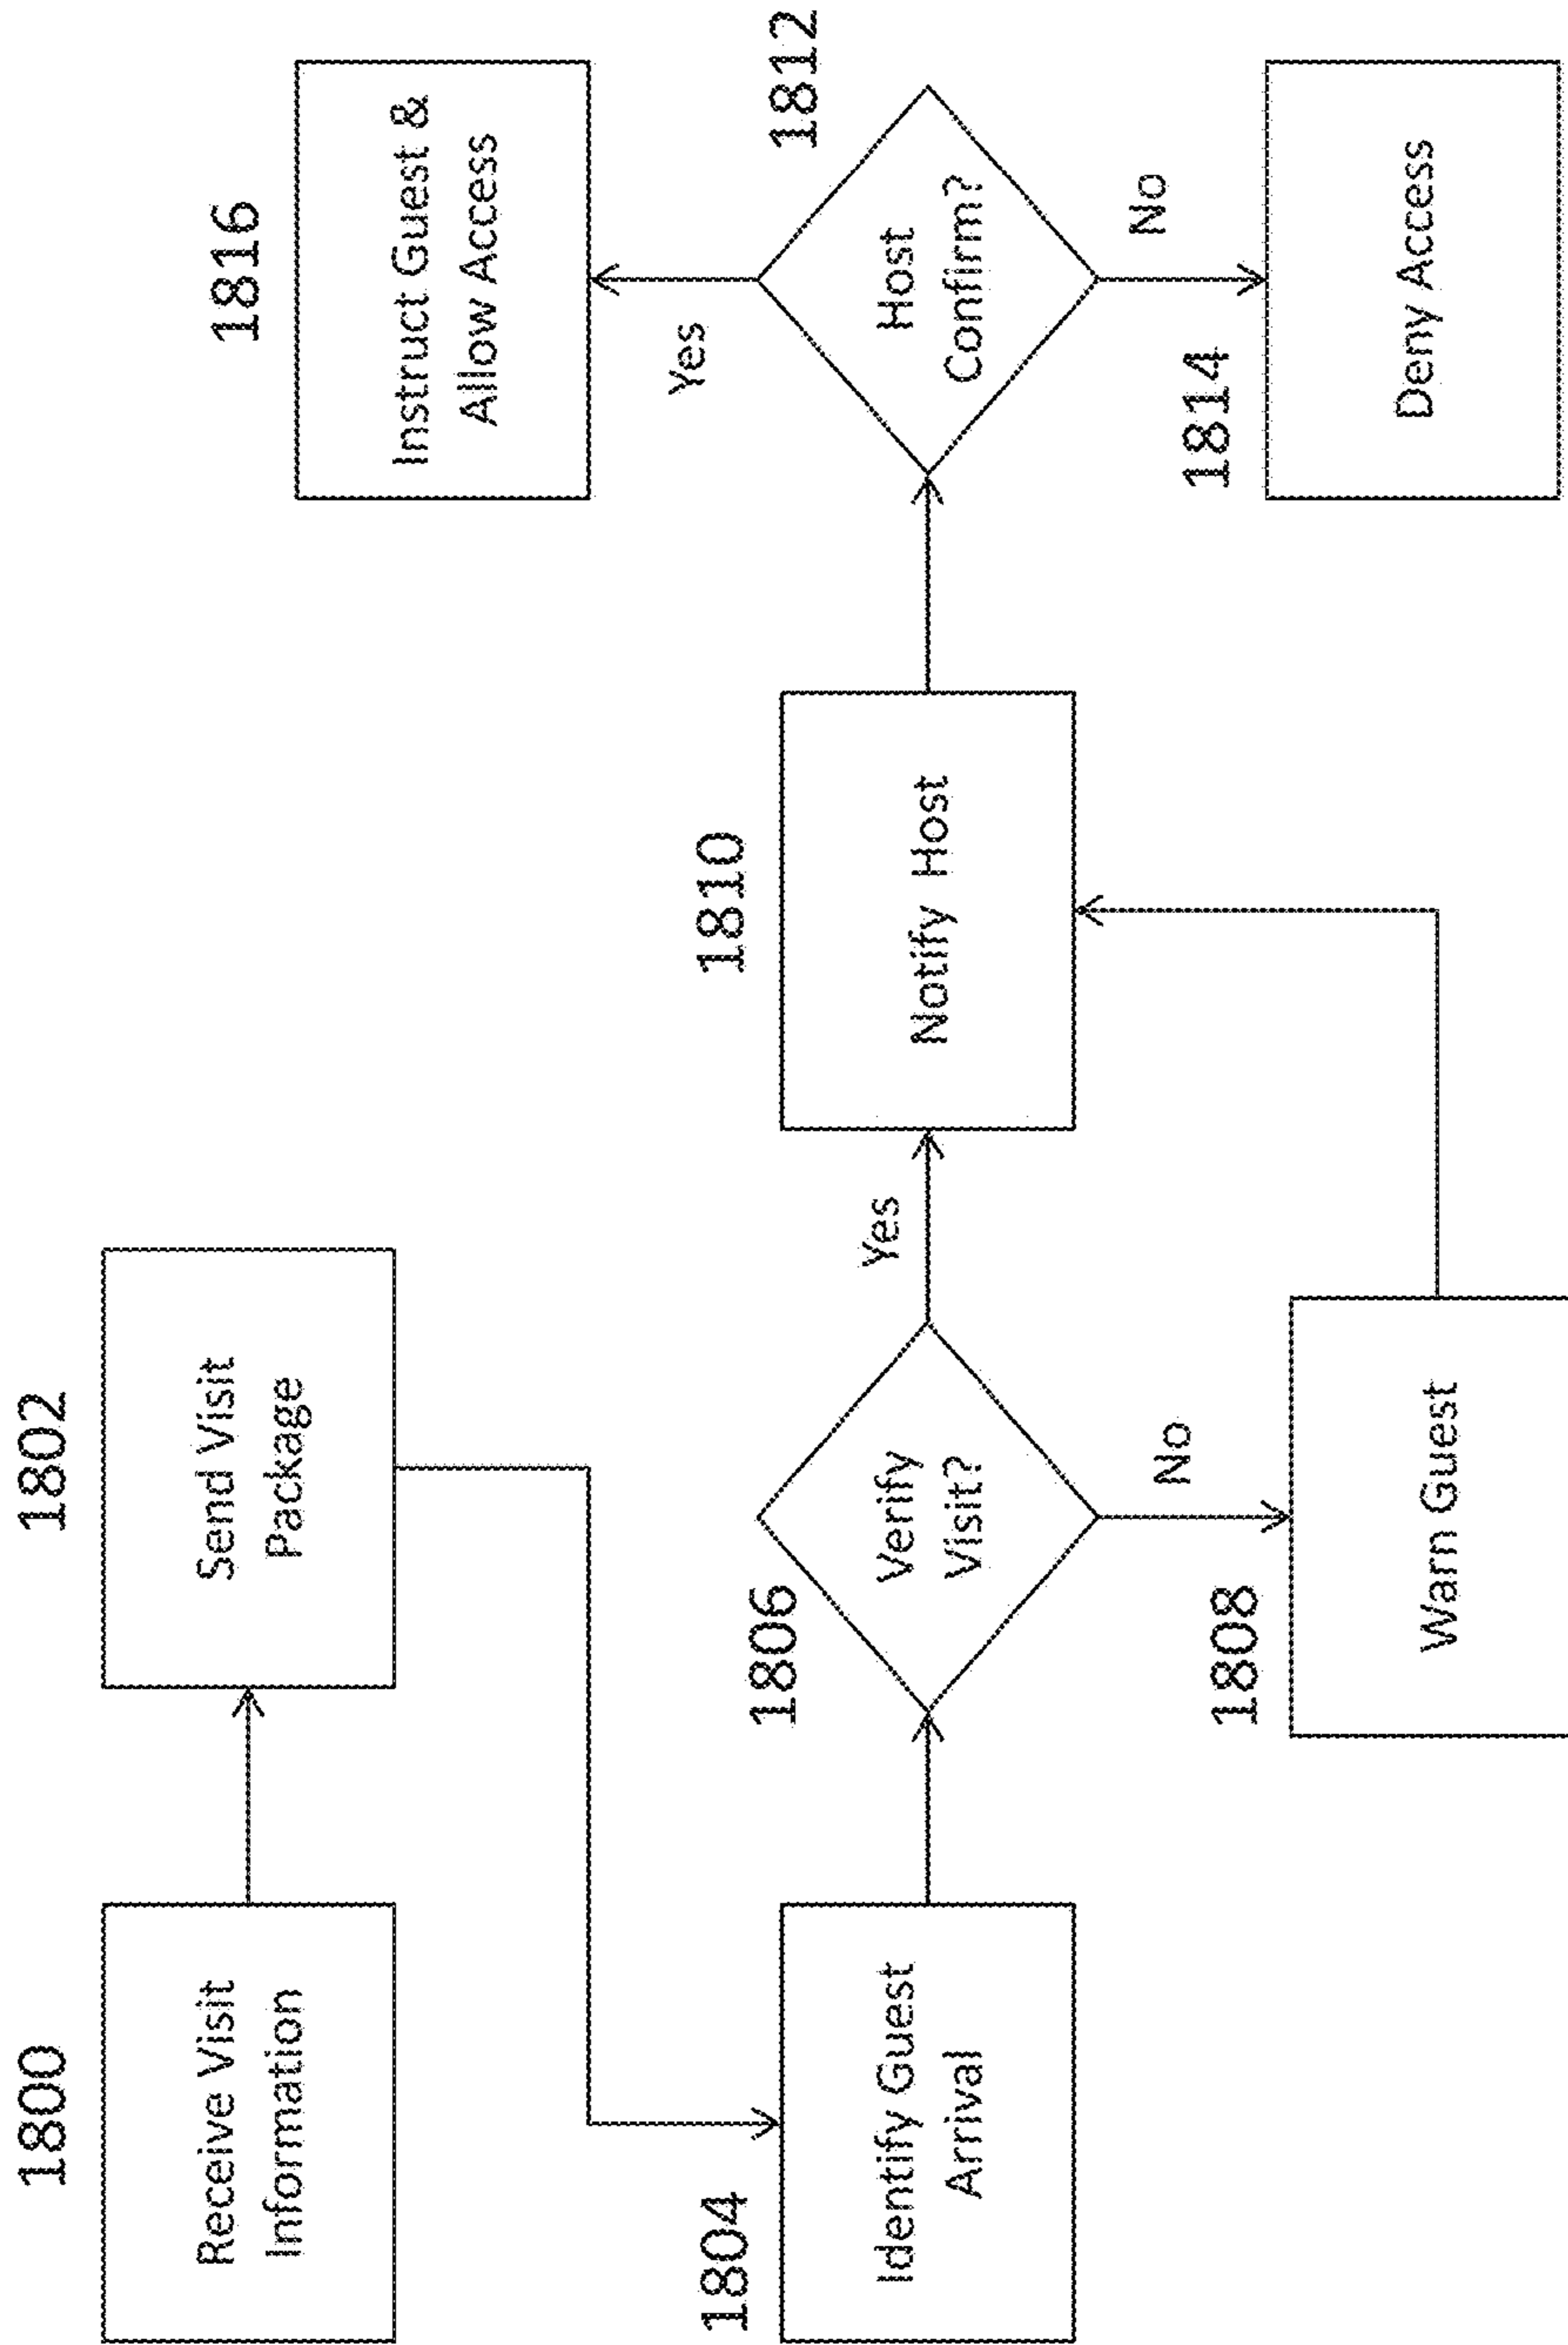 1800
Receive Visit
Information
1802
Send Visit
Package
1804
Identify Guest
Arrival
1806
Verify
Visit?
Yes
No
1808
Warn Guest
1810
Notify Host
1812
Host
Confirm?
Yes
No
1814
Deny Access
1816
Instruct Guest &
Allow Access